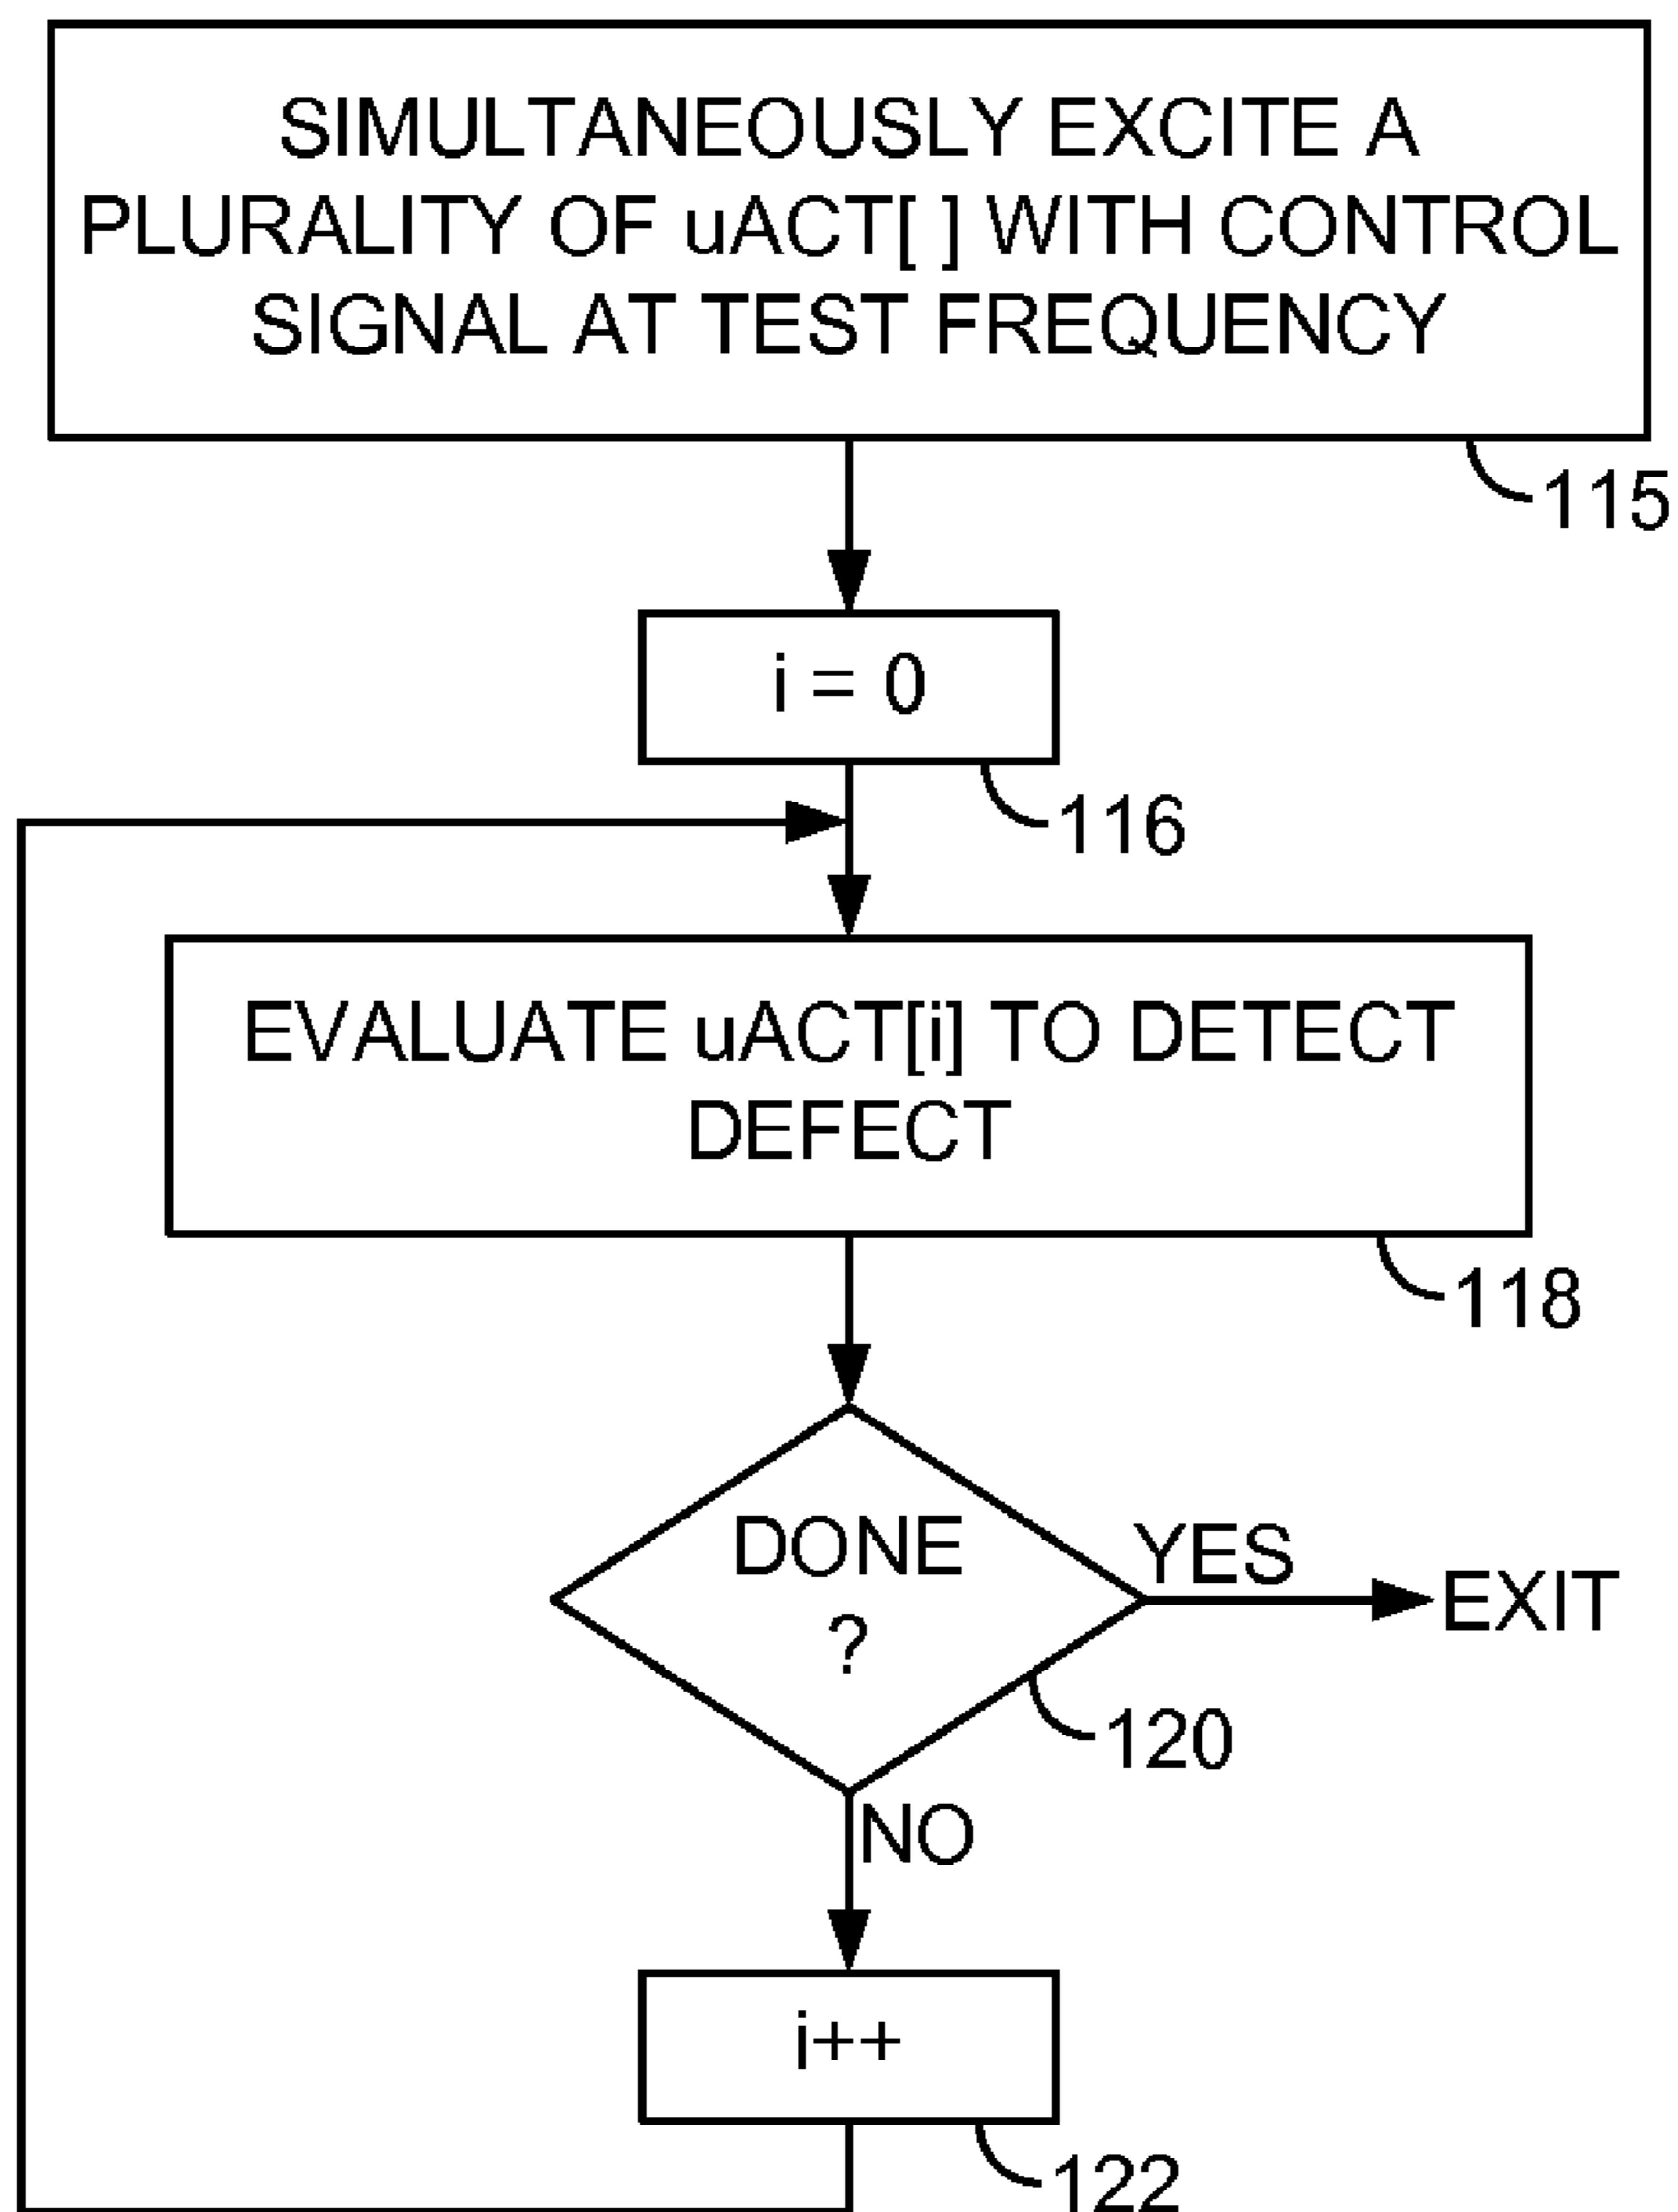 SIMULTANEOUSLY EXCITE A
PLURALITY OF uACT[ ] WITH CONTROL
SIGNAL AT TEST FREQUENCY
115
i = 0
116
EVALUATE uACT[i] TO DETECT
DEFECT
118
DONE
?
YES
EXIT
120
NO
i++
122